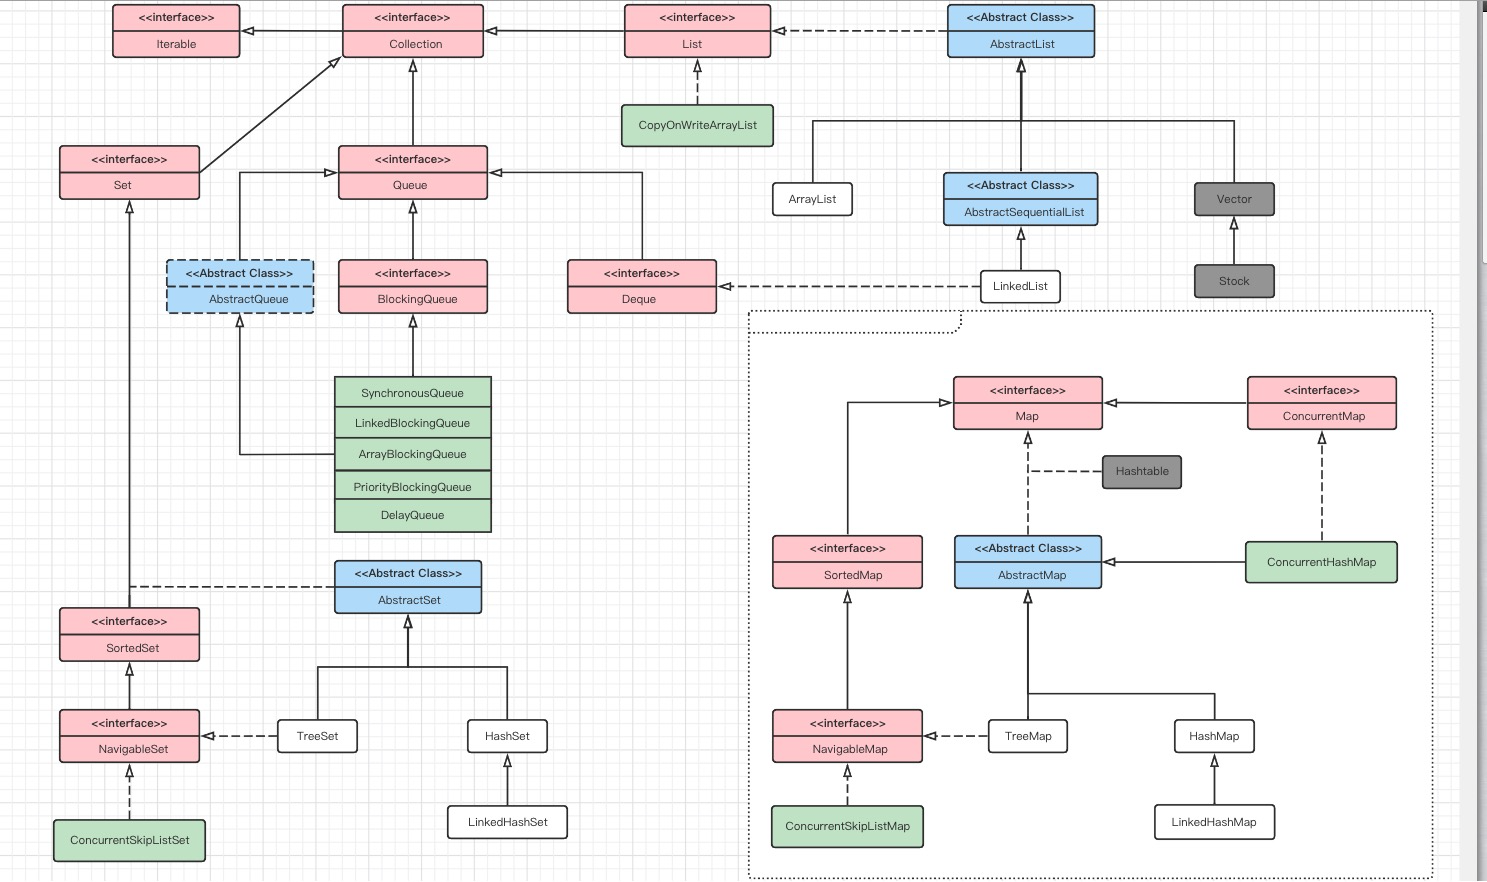 <<interface>>
Iterable
<<interface>>
Collection
<<interface>>
List
<<Abstract Class>>
AbstractList
CopyOnWriteArrayList
<<interface>>
Set
<<interface>>
Queue
ArrayList
<<Abstract Class>>
AbstractSequentialList
Vector
<<Abstract Class>>
AbstractQueue
<<interface>>
BlockingQueue
<<interface>>
Deque
LinkedList
Stock
SynchronousQueue
LinkedBlockingQueue
ArrayBlockingQueue
PriorityBlockingQueue
DelayQueue
<<interface>>
Map
<<interface>>
ConcurrentMap
Hashtable
<<interface>>
SortedMap
<<Abstract Class>>
AbstractMap
ConcurrentHashMap
<<Abstract Class>>
AbstractSet
<<interface>>
SortedSet
<<interface>>
NavigableSet
TreeSet
HashSet
<<interface>>
NavigableMap
TreeMap
HashMap
ConcurrentSkipListSet
LinkedHashSet
ConcurrentSkipListMap
LinkedHashMap